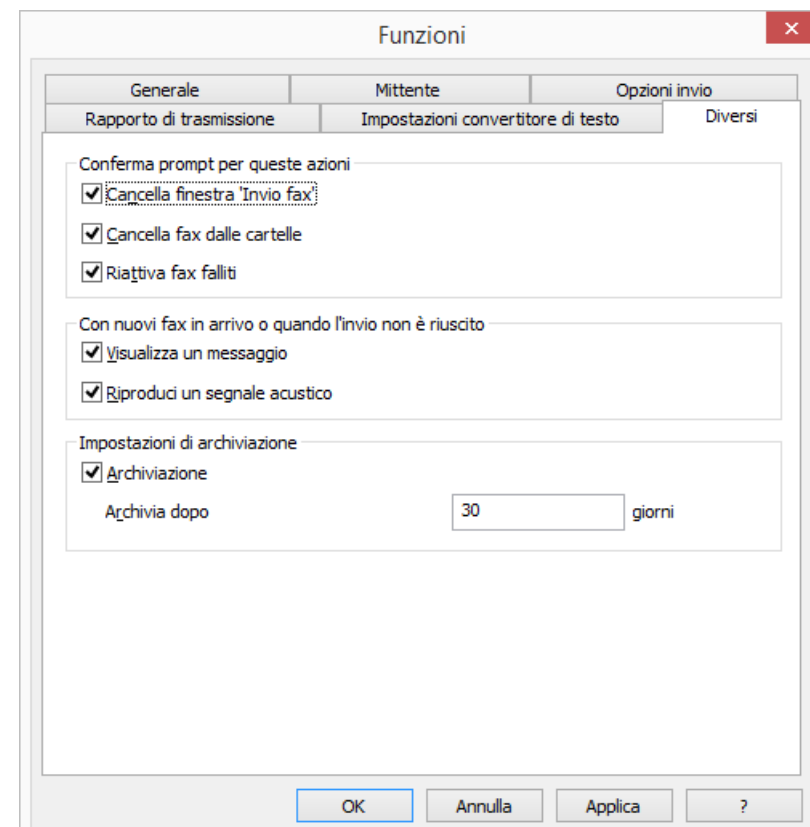 Funzioni
Generale Mittente Opzioni invio
Rapporto di trasmissione Impostazioni convertitore di testo Diversi
Conferma prompt per queste azioni
Cancella finestra 'Invio fax'
Cancella fax dalle cartelle
Riattiva fax falliti
Con nuovi fax in arrivo o quando l'invio non è riuscito
Visualizza un messaggio
Riproduci un segnale acustico
Impostazioni di archiviazione
Archiviazione
Archivia dopo 30 giorni
OK Annulla Applica ?